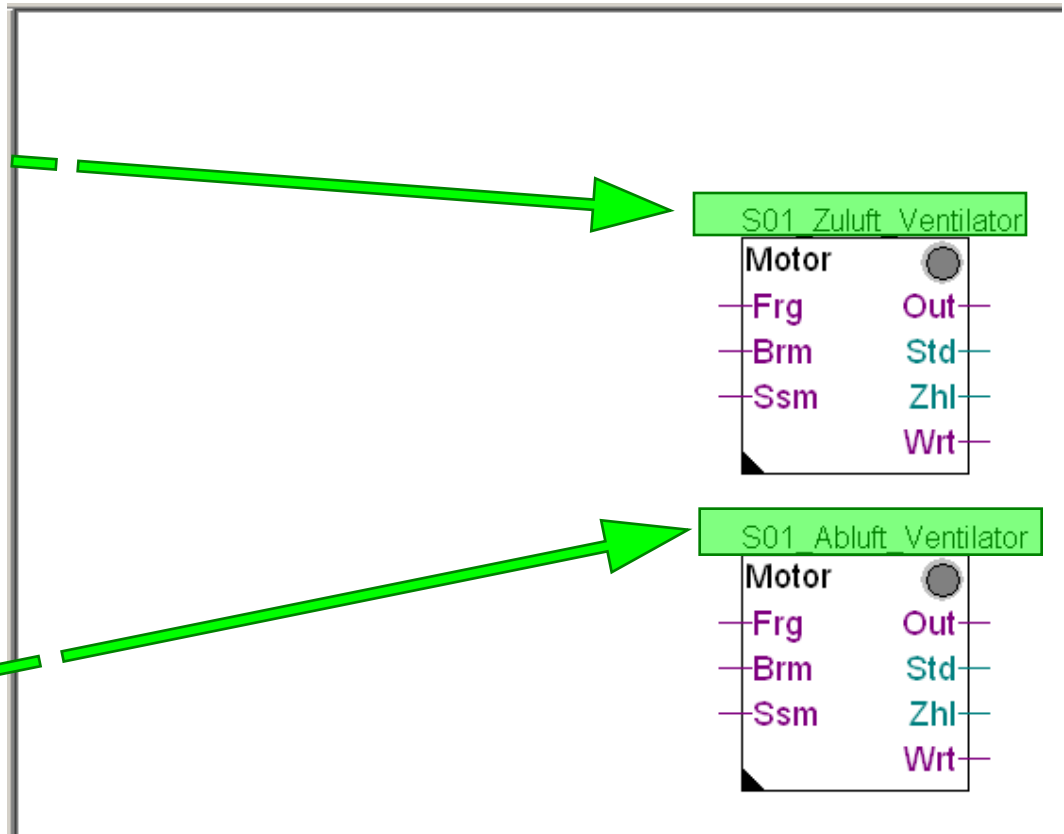 S01_Zuluft_Ventilator
Motor
Frg Out
Brm Std
Ssm Zhl
Wrt
S01_Abluft_Ventilator
Motor
Frg Out
Brm Std
Ssm Zhl
Wrt